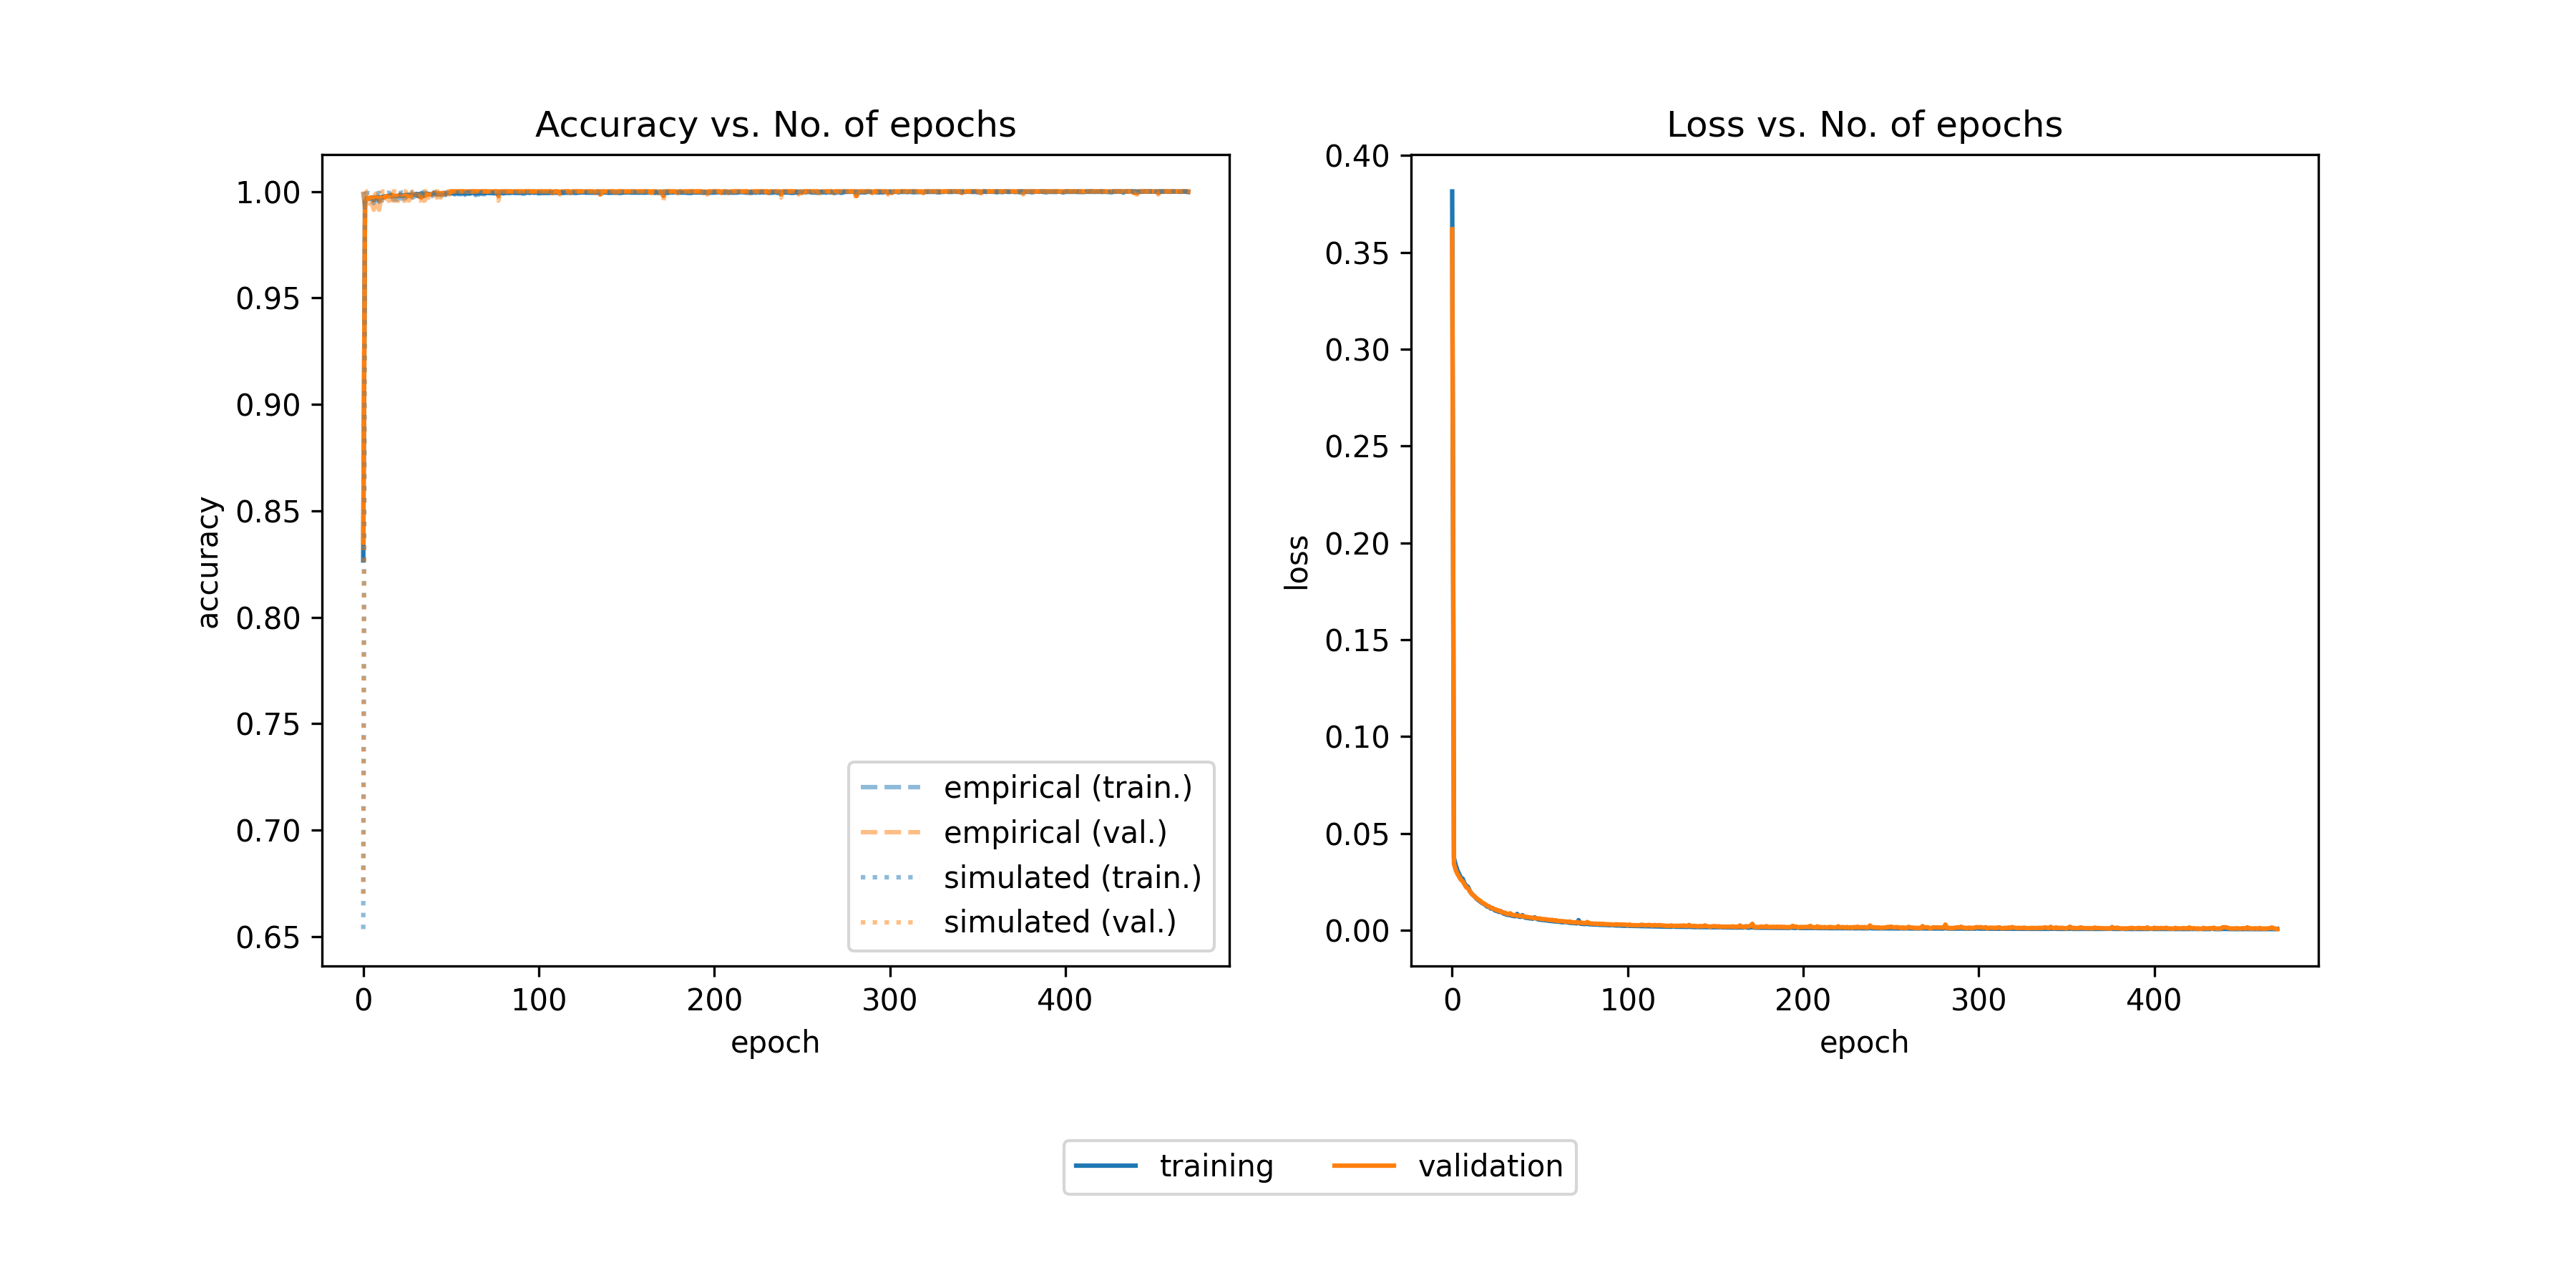 Accuracy vs. No. of epochs
1.00
0.95
0.90
0.85
0.80
0.75
0.70
0.65
accuracy
0
100
200
300
400
epoch
empirical (train.)
empirical (val.)
simulated (train.)
simulated (val.)
Loss vs. No. of epochs
0.40
0.35
0.30
0.25
0.20
0.15
0.10
0.05
0.00
loss
0
100
200
300
400
epoch
training
validation